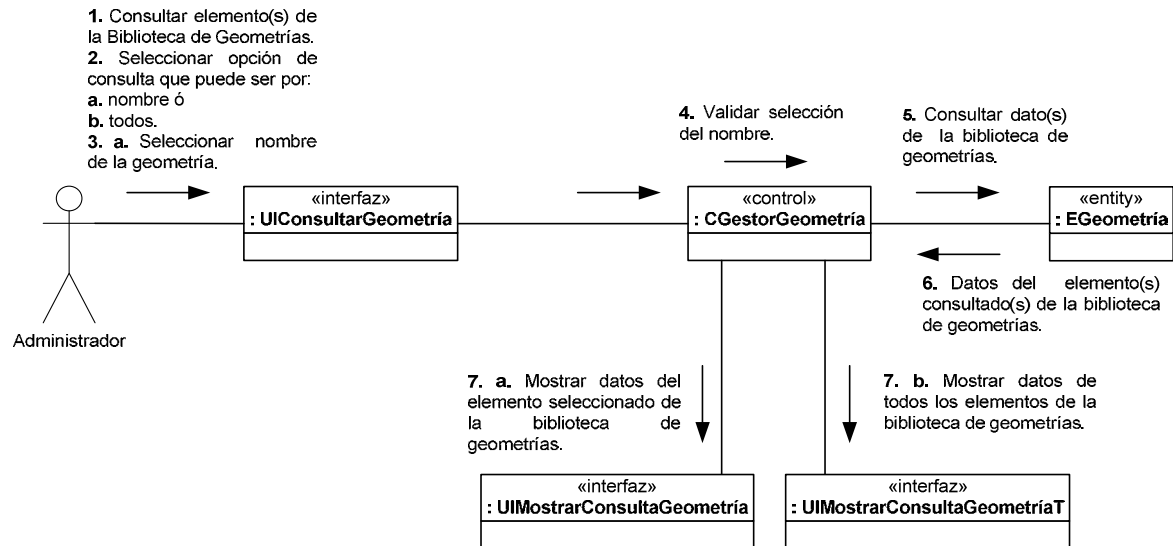 1. Consultar elemento(s) de
la Biblioteca de Geometrías.
2. Seleccionar opción de
consulta que puede ser por:
a. nombre ó
b. todos.
3. a. Seleccionar nombre
de la geometría.
4. Validar selección
del nombre.
5. Consultar dato(s)
de la biblioteca de
geometrías.
«interfaz»
: UIConsultarGeometría
«control»
: CGestorGeometría
«entity»
: EGeometría
6. Datos del elemento(s)
consultado(s) de la biblioteca
de geometrías.
Administrador
7. a. Mostrar datos del
elemento seleccionado de
la biblioteca de
geometrías.
7. b. Mostrar datos de
todos los elementos de la
biblioteca de geometrías.
«interfaz»
: UIMostrarConsultaGeometría
«interfaz»
: UIMostrarConsultaGeometríaT